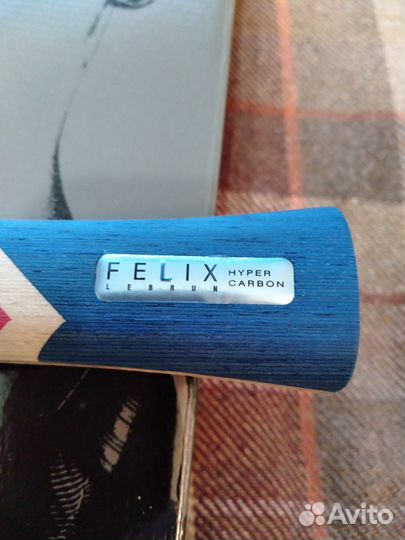 FELIX
LEBRUN
HYPER
CARBON
Avito